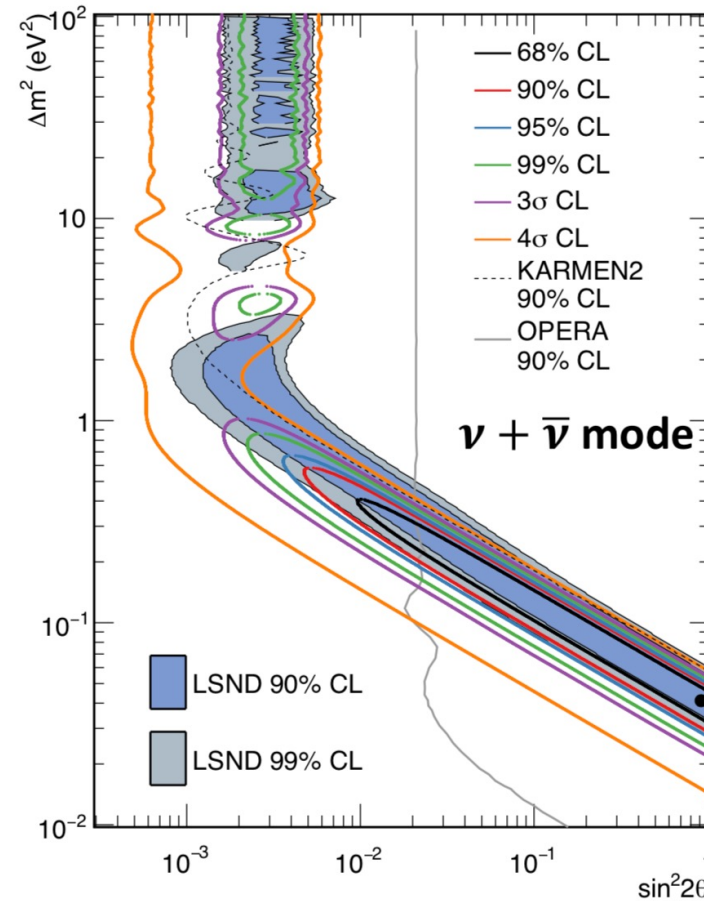 10²
10
1
10⁻¹
10⁻²
Δm² (eV²)
68% CL
90% CL
95% CL
99% CL
3σ CL
4σ CL
KARMEN2
90% CL
OPERA
90% CL
ν + ν̄ mode
LSND 90% CL
LSND 99% CL
10⁻³
10⁻²
10⁻¹
sin²2θ